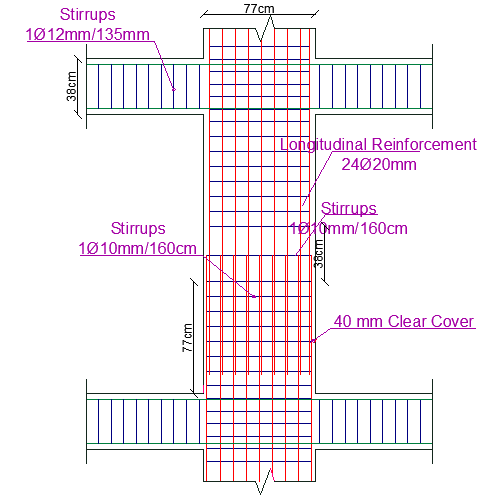 77cm
Stirrups
1Ø12mm/135mm
38cm
Longitudinal Reinforcement
24Ø20mm
Stirrups
1Ø10mm/160cm
Stirrups
1Ø10mm/160cm
38cm
40 mm Clear Cover
77cm